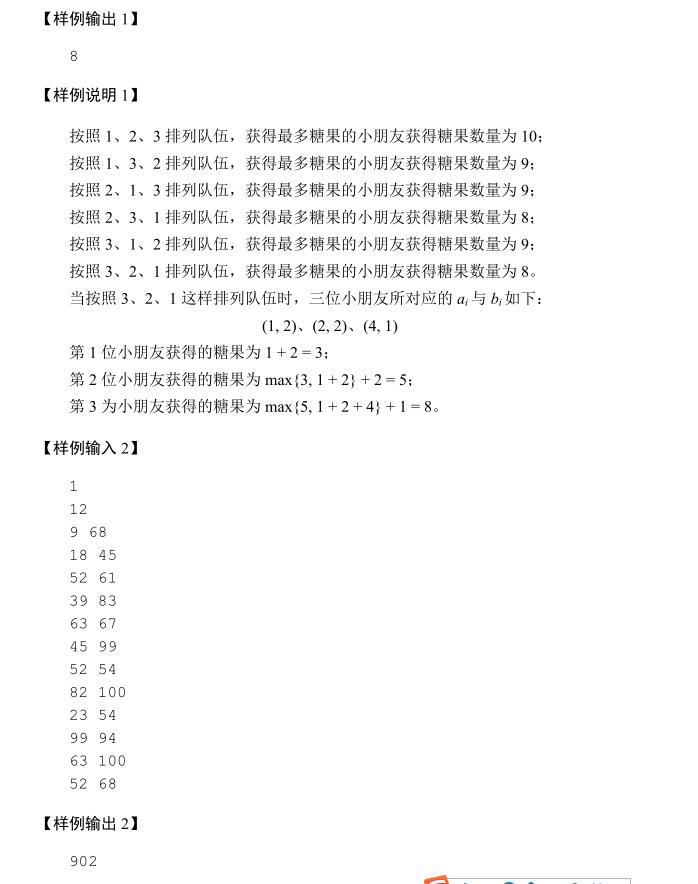 【样例输出 1】
8
【样例说明 1】
按照 1、2、3 排列队伍，获得最多糖果的小朋友获得糖果数量为 10；
按照 1、3、2 排列队伍，获得最多糖果的小朋友获得糖果数量为 9；
按照 2、1、3 排列队伍，获得最多糖果的小朋友获得糖果数量为 9；
按照 2、3、1 排列队伍，获得最多糖果的小朋友获得糖果数量为 8；
按照 3、1、2 排列队伍，获得最多糖果的小朋友获得糖果数量为 9；
按照 3、2、1 排列队伍，获得最多糖果的小朋友获得糖果数量为 8。
当按照 3、2、1 这样排列队伍时，三位小朋友所对应的 ai 与 bi 如下：
(1, 2)、(2, 2)、(4, 1)
第 1 位小朋友获得的糖果为 1 + 2 = 3；
第 2 位小朋友获得的糖果为 max{3, 1 + 2} + 2 = 5；
第 3 为小朋友获得的糖果为 max{5, 1 + 2 + 4} + 1 = 8。
【样例输入 2】
1
12
9 68
18 45
52 61
39 83
63 67
45 99
52 54
82 100
23 54
99 94
63 100
52 68
【样例输出 2】
902